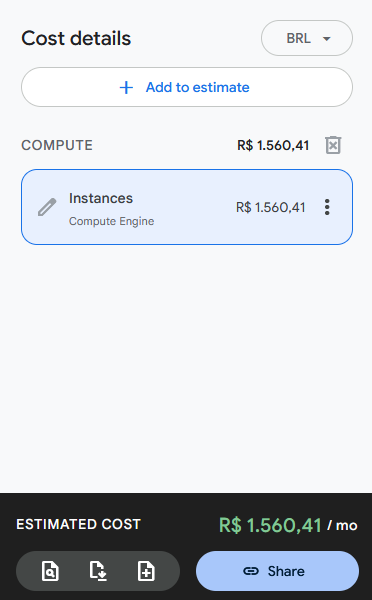 Cost details
BRL
Add to estimate
COMPUTE
R$ 1.560,41
Instances
Compute Engine
R$ 1.560,41
ESTIMATED COST
R$ 1.560,41 / mo
Share